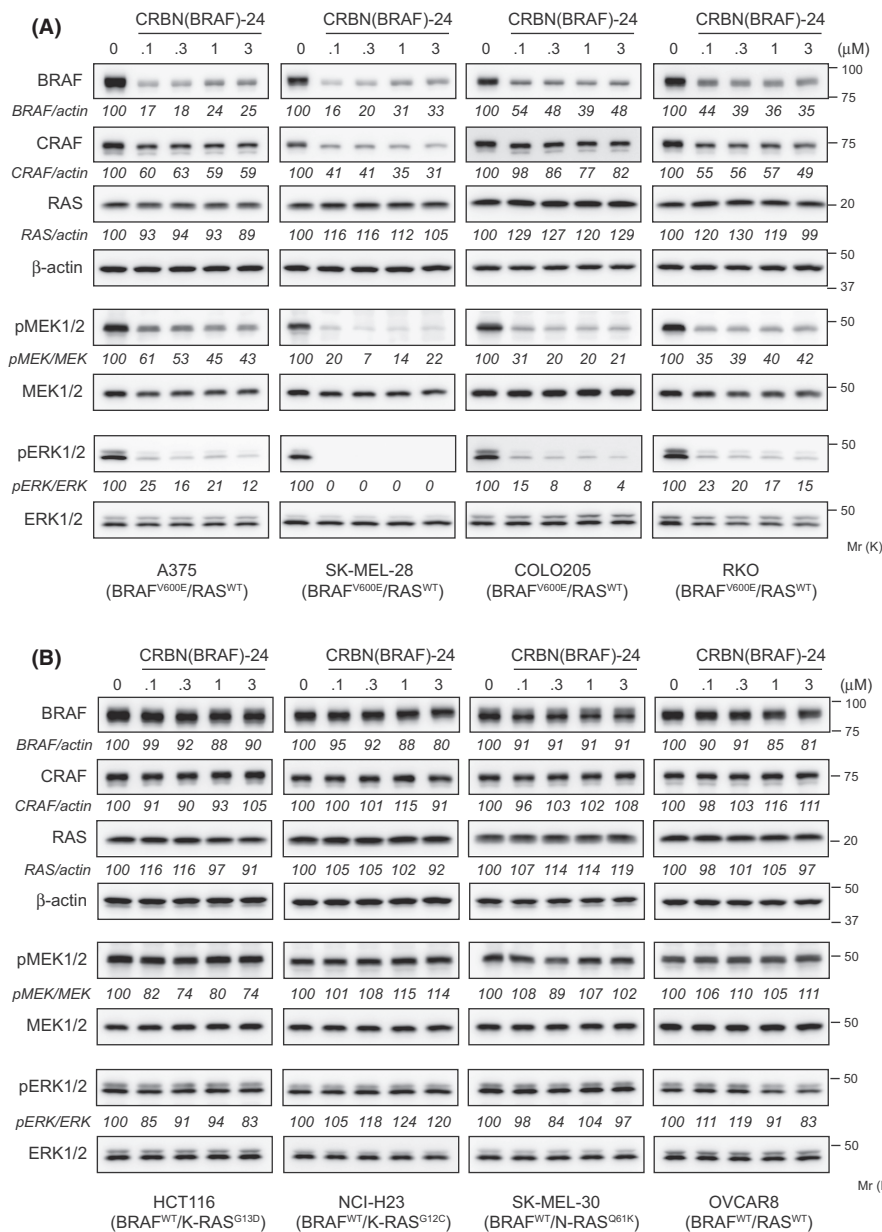 (A)
CRBN(BRAF)-24 CRBN(BRAF)-24 CRBN(BRAF)-24 CRBN(BRAF)-24
0 .1 .3 1 3 0 .1 .3 1 3 0 .1 .3 1 3 0 .1 .3 1 3 (μM)
BRAF 100 75
BRAF/actin 100 17 18 24 25 100 16 20 31 33 100 54 48 39 48 100 44 39 36 35
CRAF 75
CRAF/actin 100 60 63 59 59 100 41 41 35 31 100 98 86 77 82 100 55 56 57 49
RAS 20
RAS/actin 100 93 94 93 89 100 116 116 112 105 100 129 127 120 129 100 120 130 119 99
β-actin 50 37
pMEK1/2 50
pMEK/MEK 100 61 53 45 43 100 20 7 14 22 100 31 20 20 21 100 35 39 40 42
MEK1/2 50
pERK1/2 50
pERK/ERK 100 25 16 21 12 100 0 0 0 0 100 15 8 8 4 100 23 20 17 15
ERK1/2 50
Mr (K)
A375 SK-MEL-28 COLO205 RKO
(BRAFV600E/RASWT) (BRAFV600E/RASWT) (BRAFV600E/RASWT) (BRAFV600E/RASWT)
(B)
CRBN(BRAF)-24 CRBN(BRAF)-24 CRBN(BRAF)-24 CRBN(BRAF)-24
0 .1 .3 1 3 0 .1 .3 1 3 0 .1 .3 1 3 0 .1 .3 1 3 (μM)
BRAF 100 75
BRAF/actin 100 99 92 88 90 100 95 92 88 80 100 91 91 91 91 100 90 91 85 81
CRAF 75
CRAF/actin 100 91 90 93 105 100 100 101 115 91 100 96 103 102 108 100 98 103 116 111
RAS 20
RAS/actin 100 116 116 97 91 100 105 105 102 92 100 107 114 114 119 100 98 101 105 97
β-actin 50 37
pMEK1/2 50
pMEK/MEK 100 82 74 80 74 100 101 108 115 114 100 108 89 107 102 100 106 110 105 111
MEK1/2 50
pERK1/2 50
pERK/ERK 100 85 91 94 83 100 105 118 124 120 100 98 84 104 97 100 111 119 91 83
ERK1/2 50
Mr (
HCT116 NCI-H23 SK-MEL-30 OVCAR8
(BRAFWT/K-RASG13D) (BRAFWT/K-RASG12C) (BRAFWT/N-RASQ61K) (BRAFWT/RASWT)